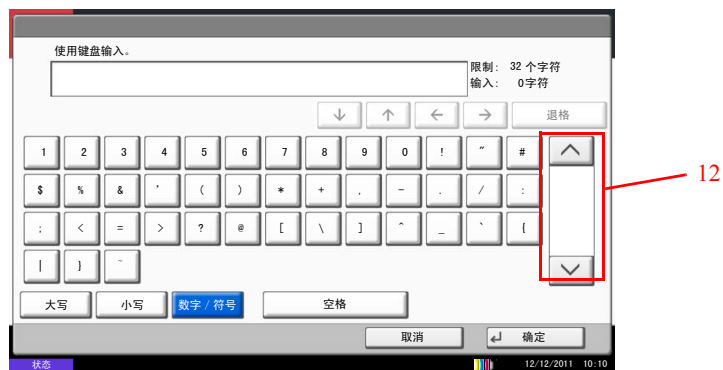 使用键盘输入。
限制: 32 个字符
输入: 0字符
退格
1 2 3 4 5 6 7 8 9 0 ! ″ #
$ % & ' ( ) * + , - . / :
; < = > ? @ [ \ ] ^ _ ` {
| } ~
12
大写 小写 数字 / 符号 空格
取消 确定
状态 12/12/2011 10:10